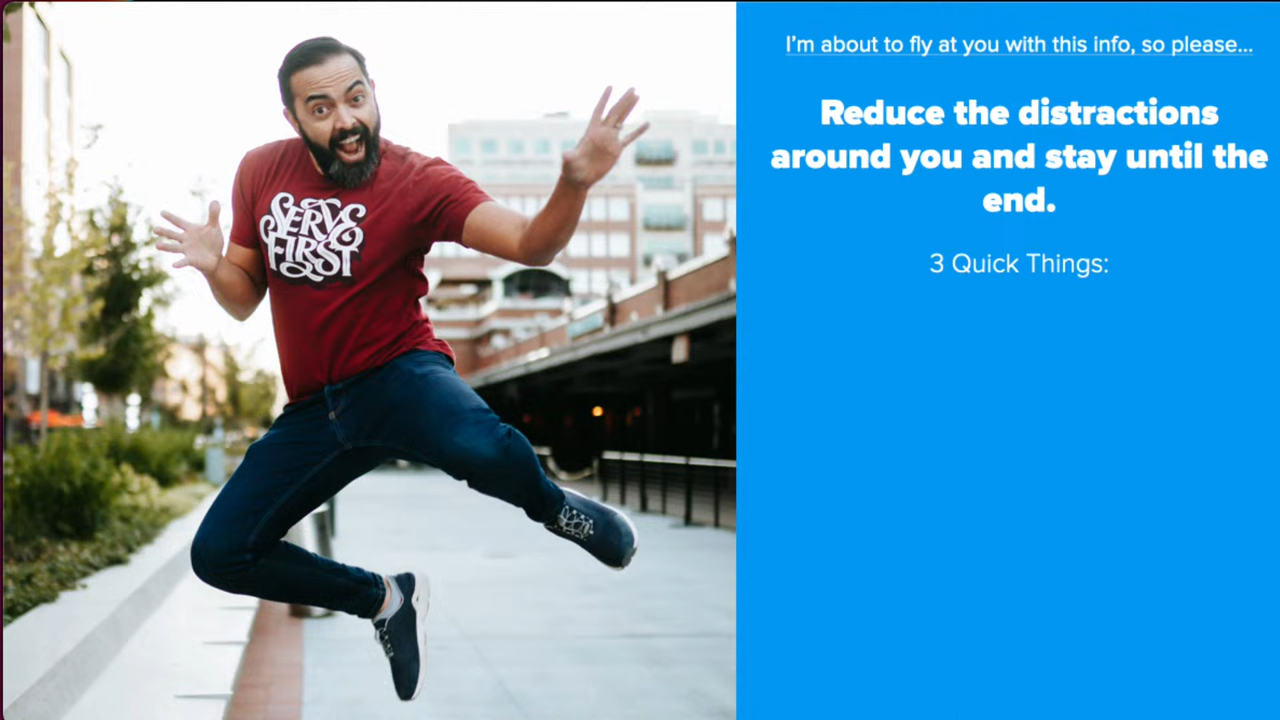 SERVE
FIRST
I'm about to fly at you with this info, so please...
Reduce the distractions
around you and stay until the
end.
3 Quick Things: